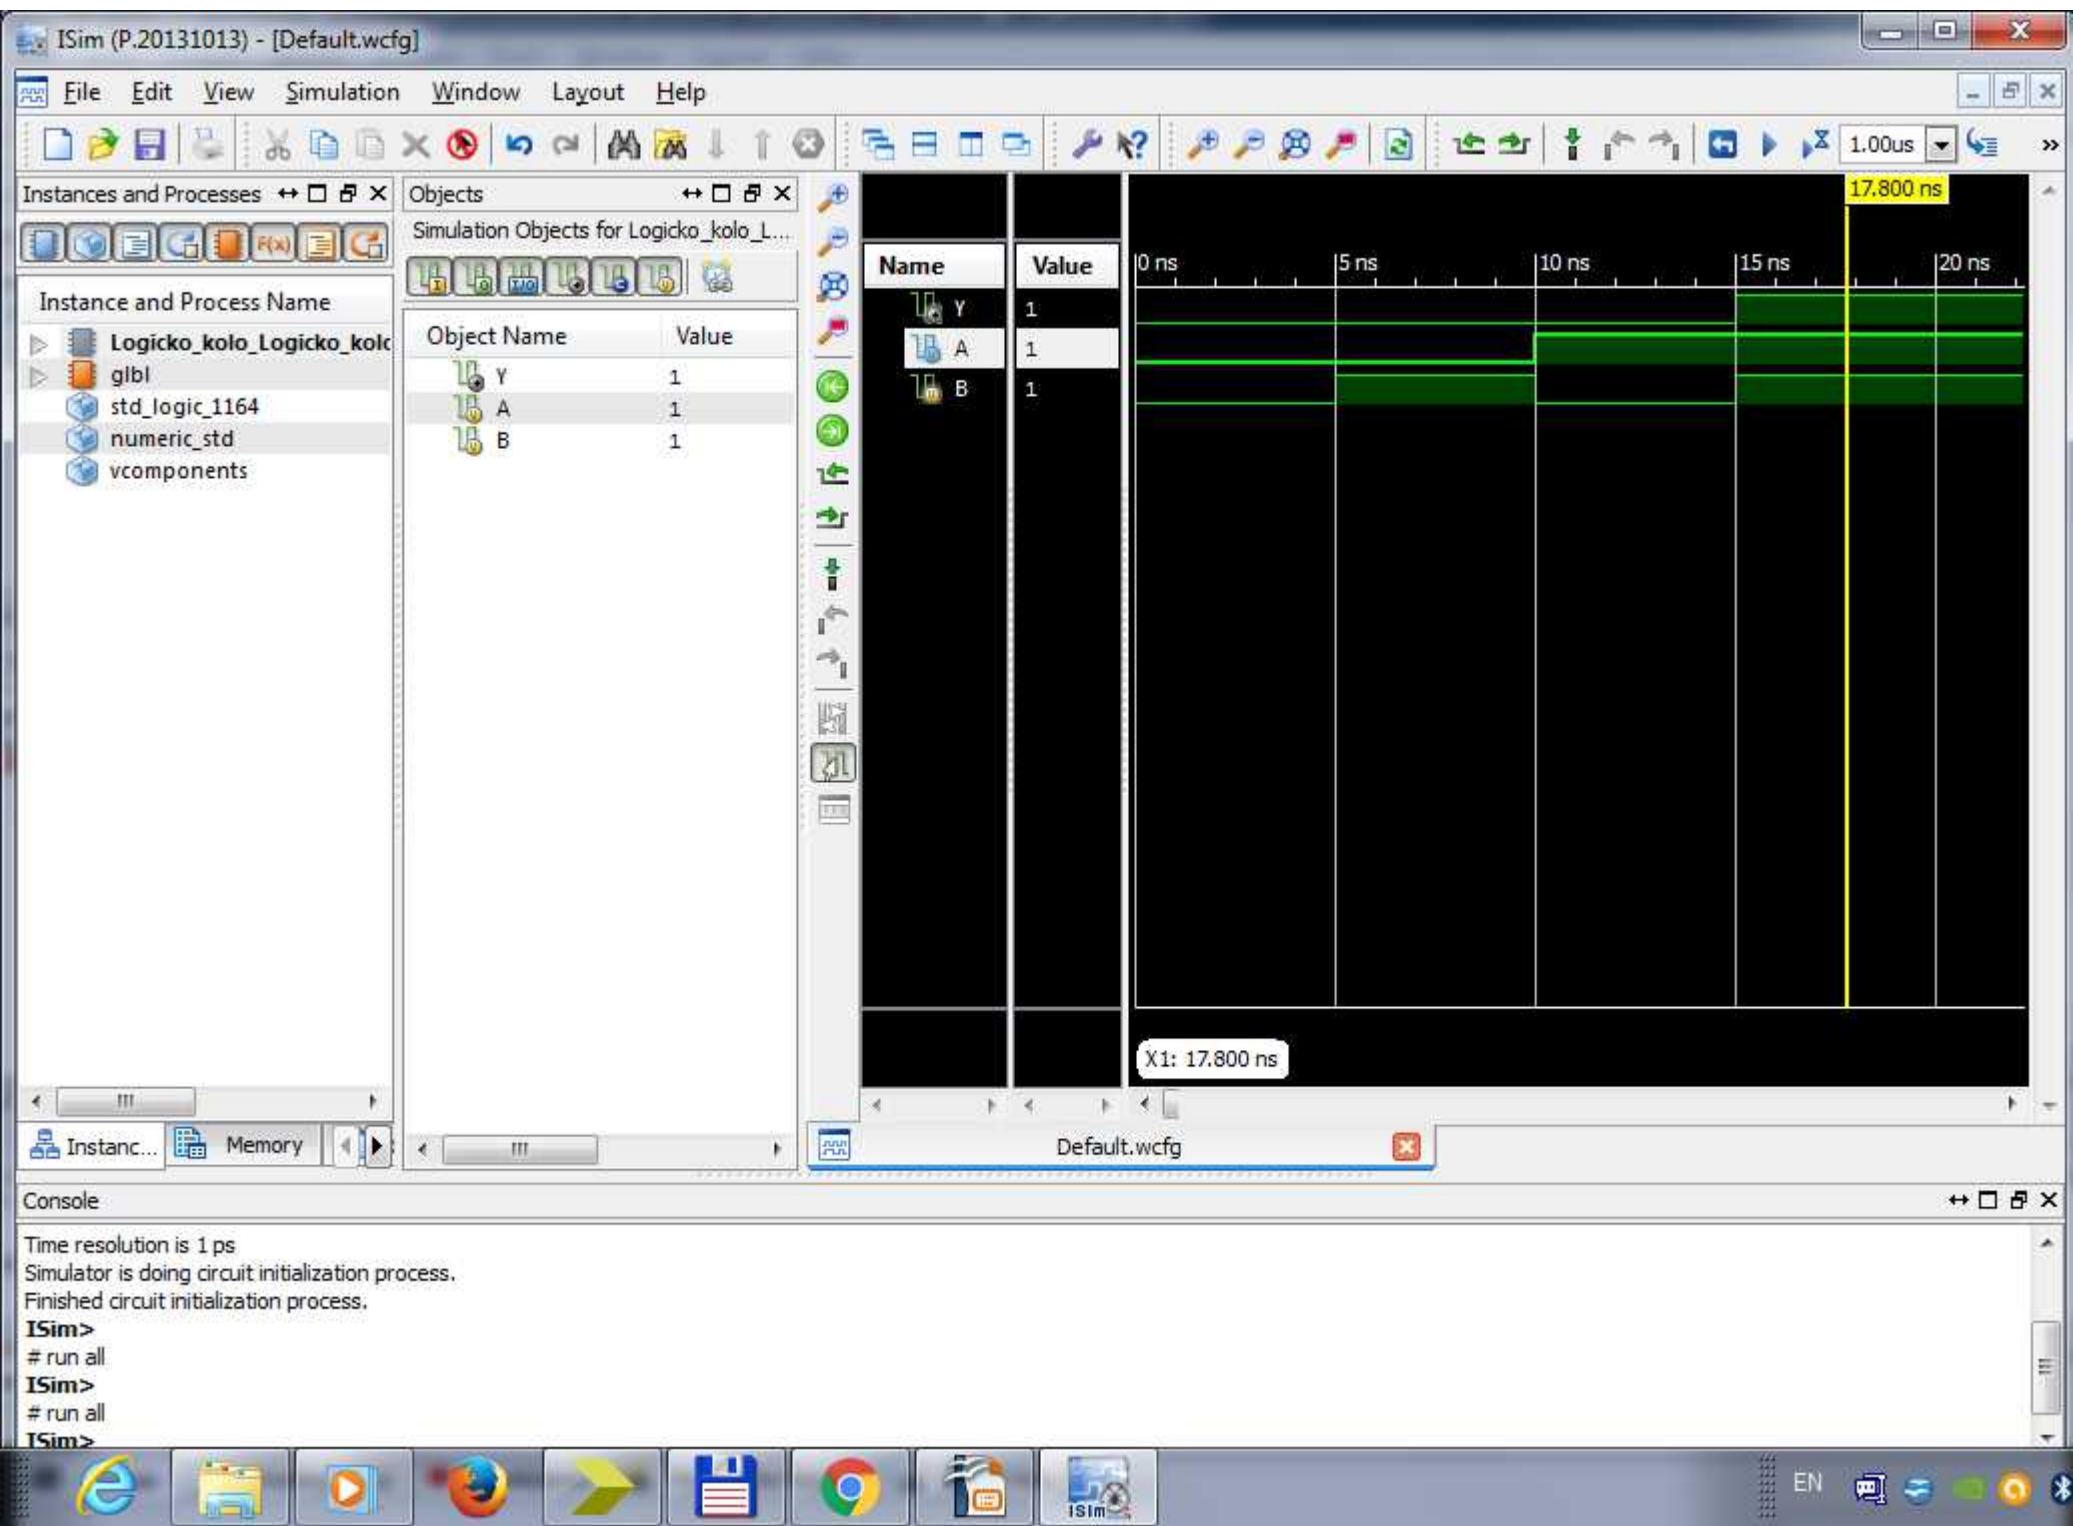 ISim (P.20131013) - [Default.wcfg]
File Edit View Simulation Window Layout Help
1.00us »
Instances and Processes
Objects
Simulation Objects for Logicko_kolo_L...
F(x)
Instance and Process Name
Logicko_kolo_Logicko_kolc
glbl
std_logic_1164
numeric_std
vcomponents
Object Name Value
Y 1
A 1
B 1
Name Value
Y 1
A 1
B 1
17.800 ns
0 ns 5 ns 10 ns 15 ns 20 ns
X1: 17.800 ns
Instanc... Memory
Default.wcfg
Console
Time resolution is 1 ps
Simulator is doing circuit initialization process.
Finished circuit initialization process.
ISim>
# run all
ISim>
# run all
ISim>
ISim
EN